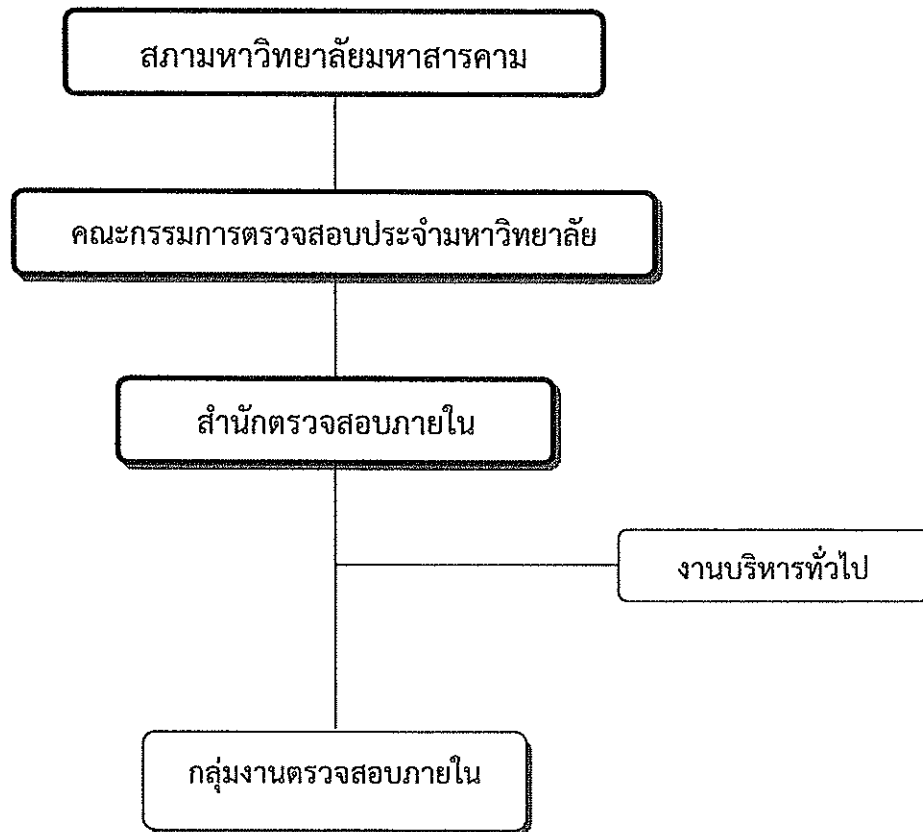 สภามหาวิทยาลัยมหาสารคาม
คณะกรรมการตรวจสอบประจำมหาวิทยาลัย
สำนักตรวจสอบภายใน
งานบริหารทั่วไป
กลุ่มงานตรวจสอบภายใน